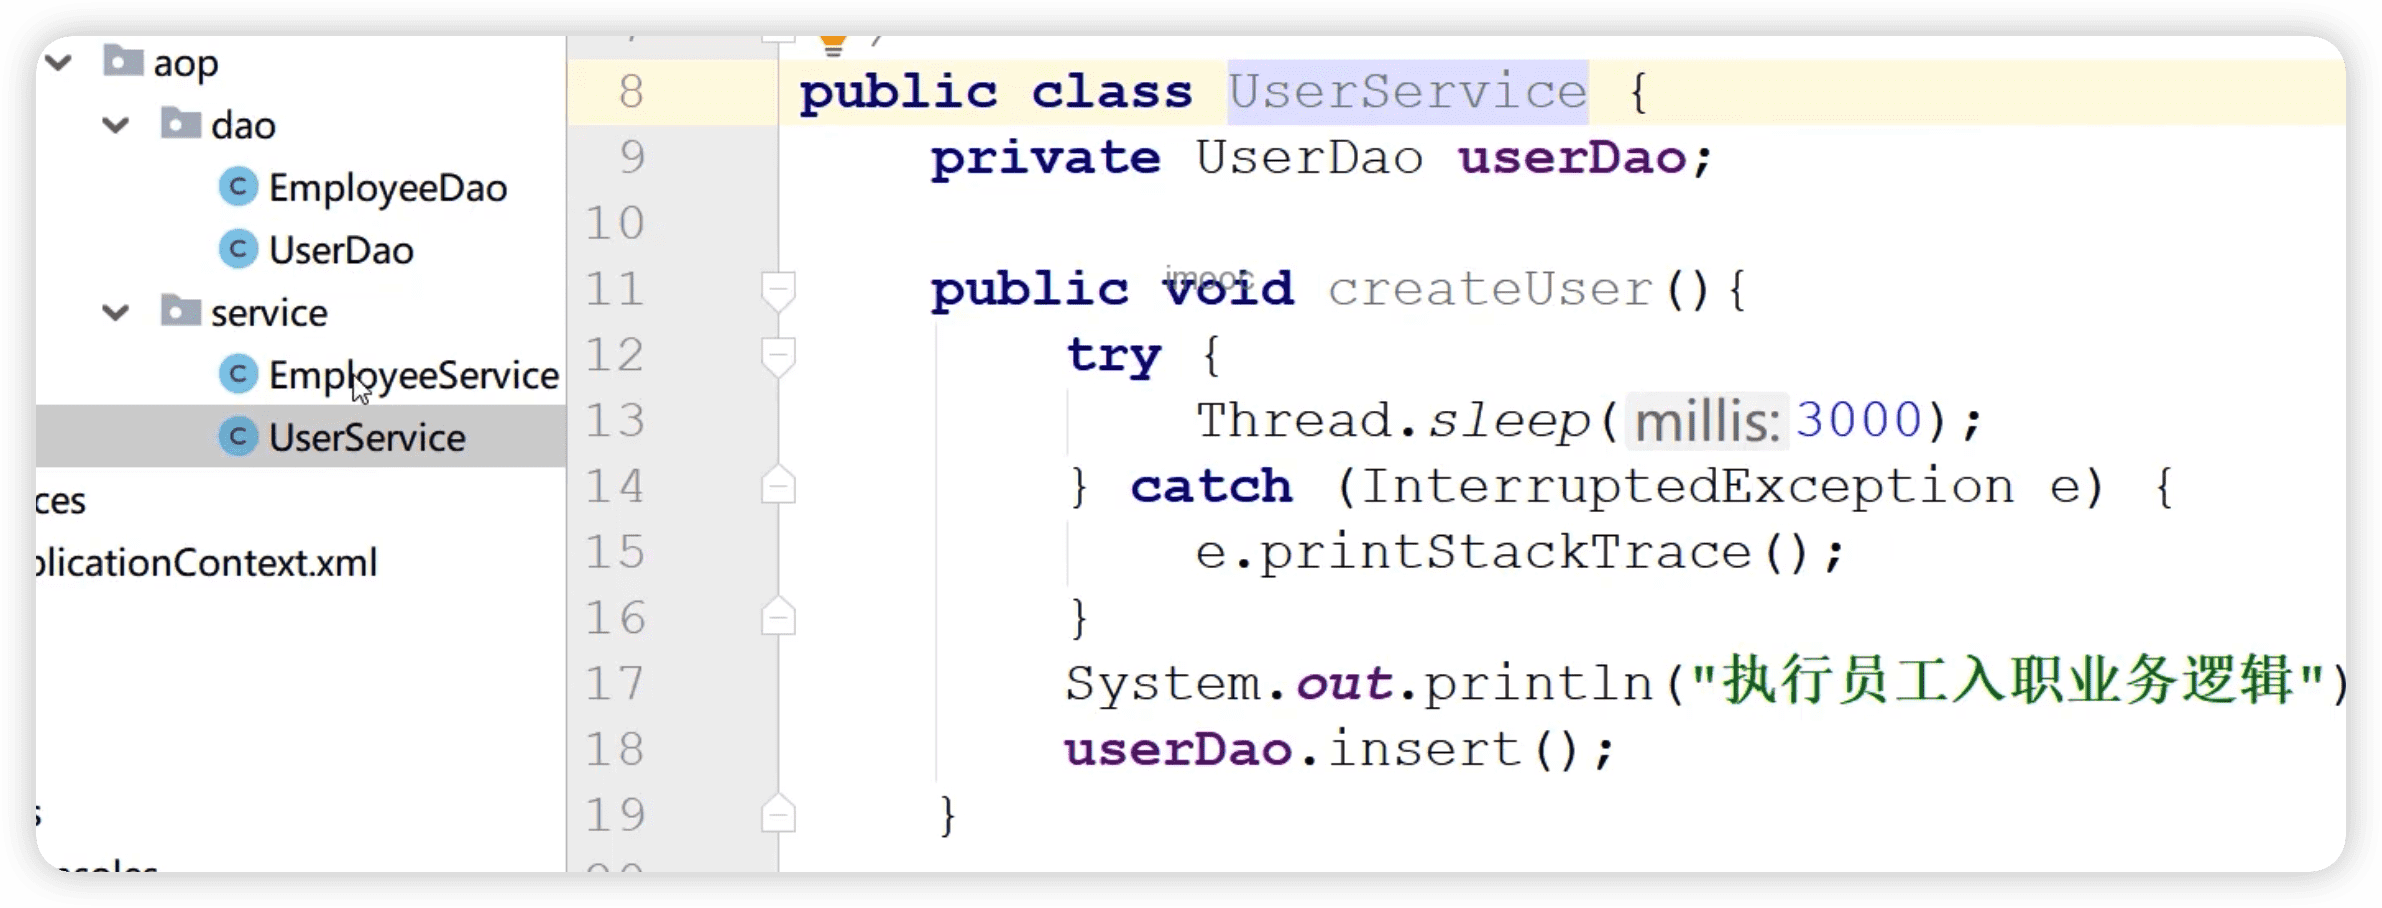 aop
dao
EmployeeDao
UserDao
service
EmployeeService
UserService
ces
plicationContext.xml
8 public class UserService {
9 private UserDao userDao;
10
11 public void createUser(){
imooc
12 try {
13 Thread.sleep( millis: 3000);
14 } catch (InterruptedException e) {
15 e.printStackTrace();
16 }
17 System.out.println("执行员工入职业务逻辑")
18 userDao.insert();
19 }